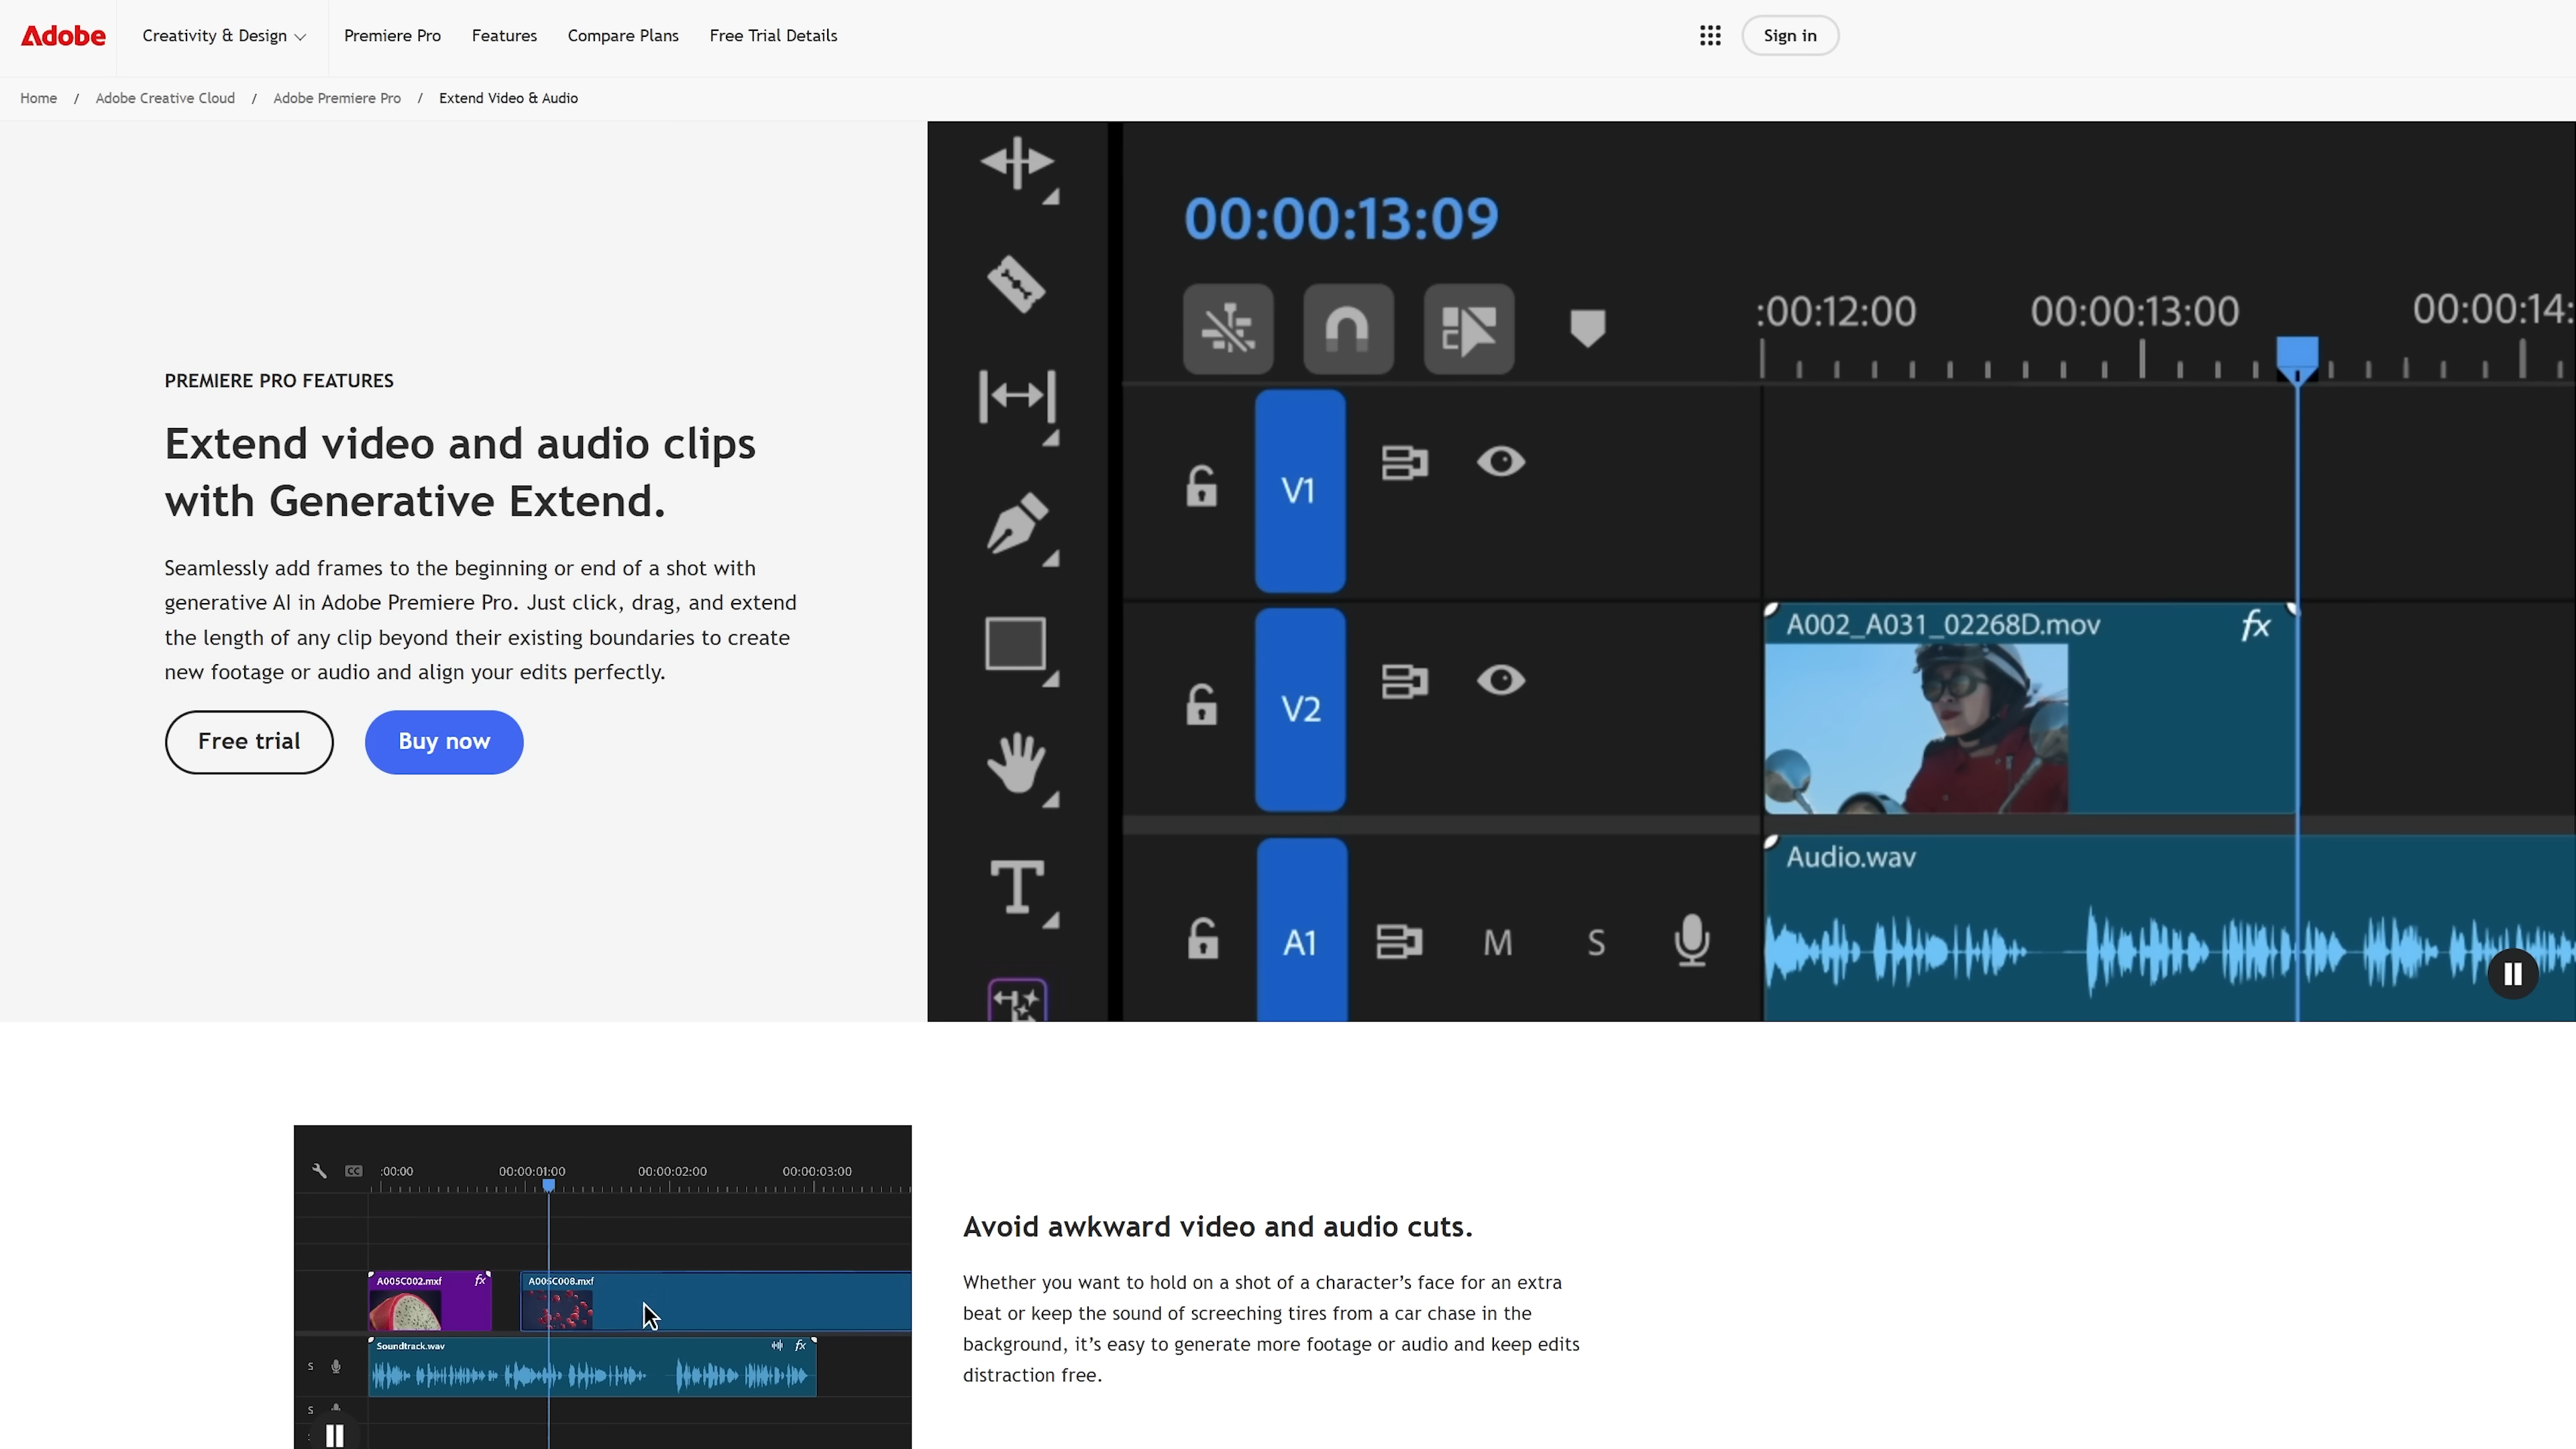 Adobe
Creativity & Design
Premiere Pro
Features
Compare Plans
Free Trial Details
Sign in
Home / Adobe Creative Cloud / Adobe Premiere Pro / Extend Video & Audio
PREMIERE PRO FEATURES
Extend video and audio clips
with Generative Extend.
Seamlessly add frames to the beginning or end of a shot with
generative AI in Adobe Premiere Pro. Just click, drag, and extend
the length of any clip beyond their existing boundaries to create
new footage or audio and align your edits perfectly.
Free trial
Buy now
00:00:13:09
:00:12:00
00:00:13:00
00:00:14:
V1
A002_A031_02268D.mov
fx
V2
Audio.wav
A1
M
S
CC
:00:00
00:00:01:00
00:00:02:00
00:00:03:00
A005C002.mxf
fx
A005C008.mxf
Soundtrack.wav
fx
S
S
Avoid awkward video and audio cuts.
Whether you want to hold on a shot of a character’s face for an extra
beat or keep the sound of screeching tires from a car chase in the
background, it’s easy to generate more footage or audio and keep edits
distraction free.